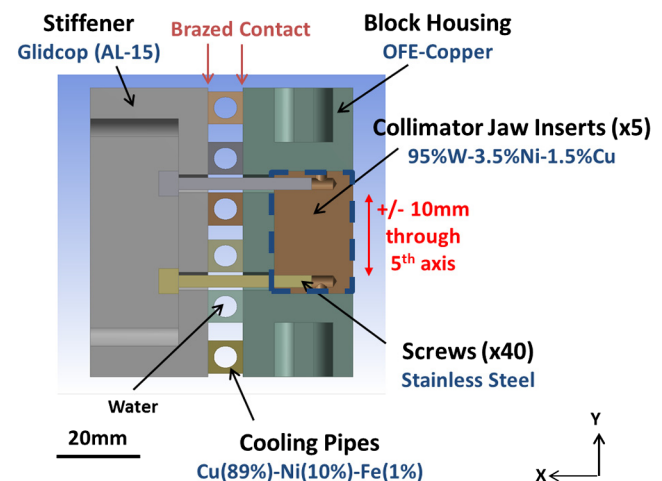 Stiffener
Glidcop (AL-15)
Brazed Contact
Block Housing
OFE-Copper
Collimator Jaw Inserts (x5)
95%W-3.5%Ni-1.5%Cu
+/- 10mm
through
5th axis
Screws (x40)
Stainless Steel
Water
20mm
Cooling Pipes
Cu(89%)-Ni(10%)-Fe(1%)
Y
X